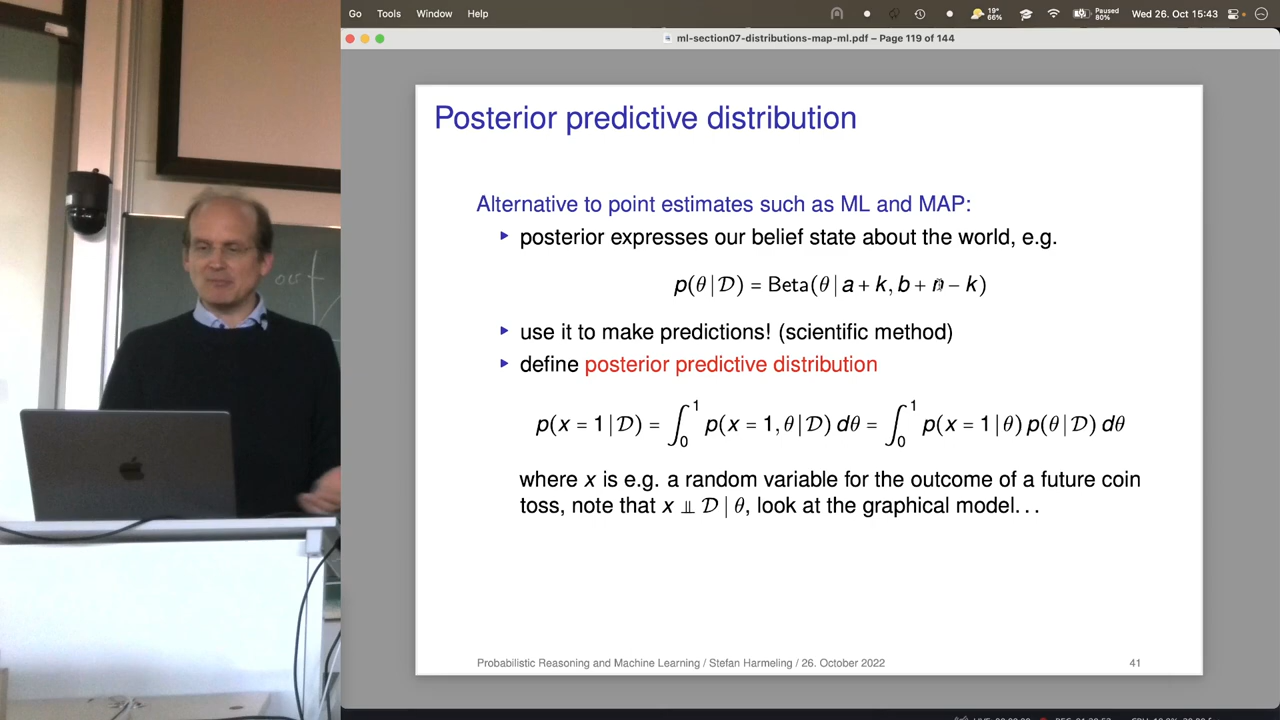 Go Tools Window Help
19° 66%
Paused 80%
Wed 26. Oct 15:43
ml-section07-distributions-map-ml.pdf – Page 119 of 144
Posterior predictive distribution
Alternative to point estimates such as ML and MAP:
▸ posterior expresses our belief state about the world, e.g.
p(θ | 𝒟) = Beta(θ | a + k, b + n − k)
▸ use it to make predictions! (scientific method)
▸ define posterior predictive distribution
p(x = 1 | 𝒟) = ∫₀¹ p(x = 1, θ | 𝒟) dθ = ∫₀¹ p(x = 1 | θ) p(θ | 𝒟) dθ
where x is e.g. a random variable for the outcome of a future coin
toss, note that x ⫫ 𝒟 | θ, look at the graphical model. . .
Probabilistic Reasoning and Machine Learning / Stefan Harmeling / 26. October 2022
41